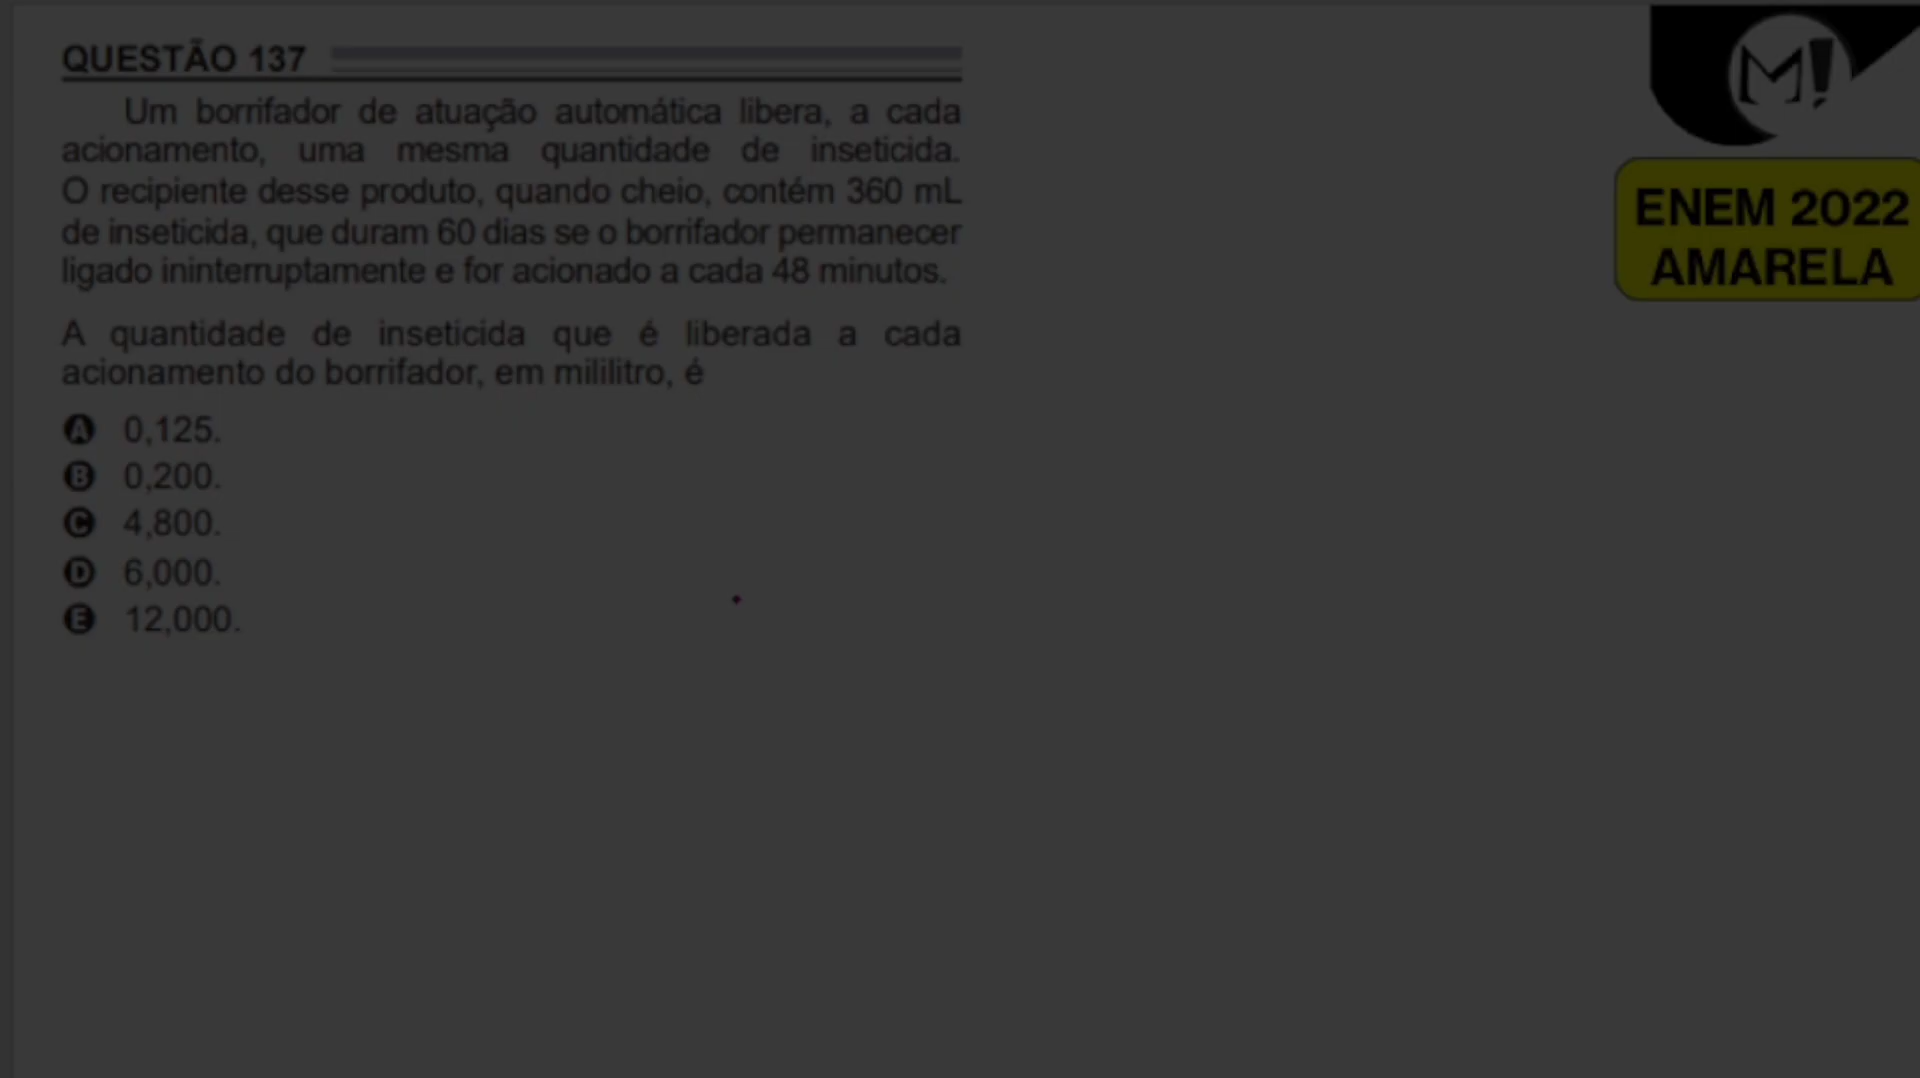 QUESTÃO 137
Um borrifador de atuação automática libera, a cada
acionamento, uma mesma quantidade de inseticida.
O recipiente desse produto, quando cheio, contém 360 mL
de inseticida, que duram 60 dias se o borrifador permanecer
ligado ininterruptamente e for acionado a cada 48 minutos.
A quantidade de inseticida que é liberada a cada
acionamento do borrifador, em mililitro, é
A 0,125.
B 0,200.
C 4,800.
D 6,000.
E 12,000.
M!
ENEM 2022
AMARELA